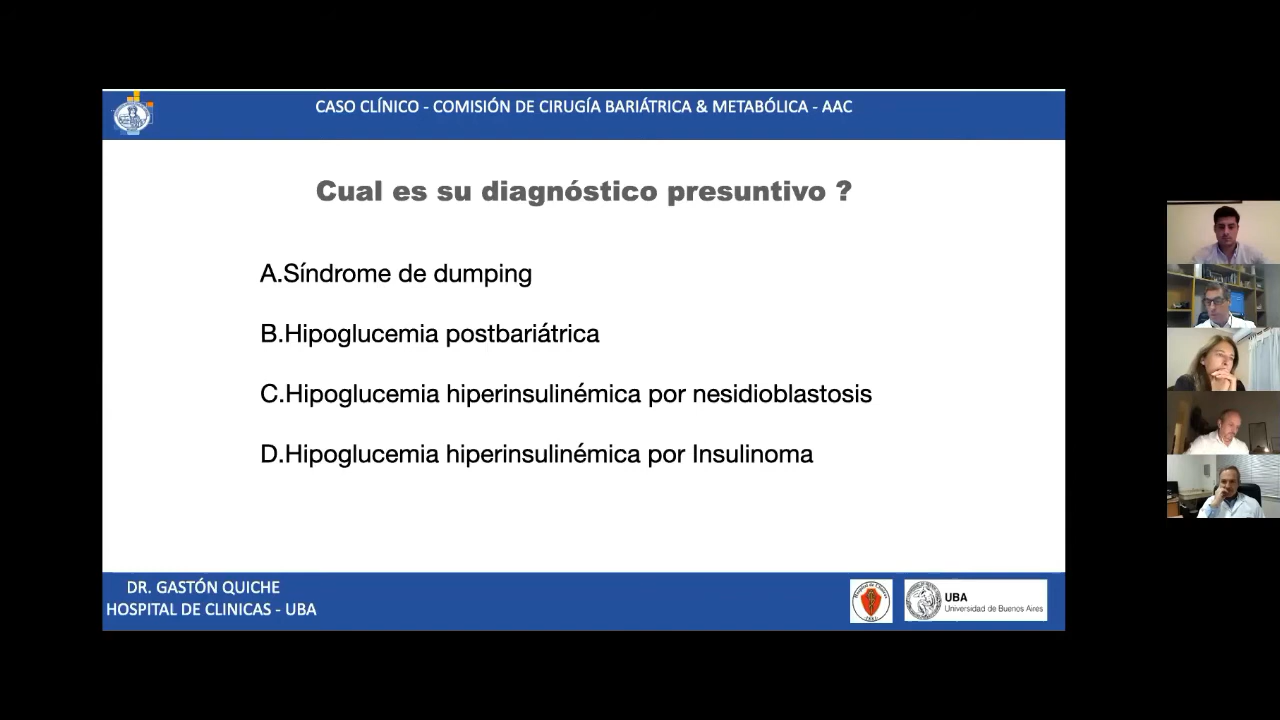 CASO CLÍNICO - COMISIÓN DE CIRUGÍA BARIÁTRICA & METABÓLICA - AAC
Cual es su diagnóstico presuntivo ?
A.Síndrome de dumping
B.Hipoglucemia postbariátrica
C.Hipoglucemia hiperinsulinémica por nesidioblastosis
D.Hipoglucemia hiperinsulinémica por Insulinoma
DR. GASTÓN QUICHE
HOSPITAL DE CLINICAS - UBA
UBA
Universidad de Buenos Aires